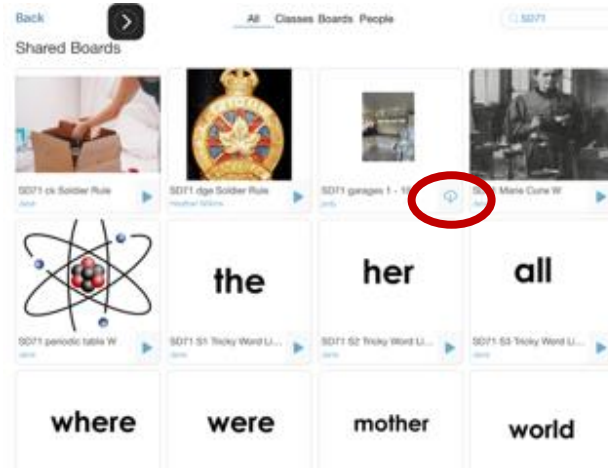 Back
All Classes Boards People
SD71
Shared Boards
SD71 ck Soldier Rule
SD71 dge Soldier Rule
SD71 garages 1 -
Marie Curie W
SD71 periodic table W
the
SD71 S1 Tricky Word Li...
her
SD71 S2 Tricky Word Li...
all
SD71 S3 Tricky Word Li...
where
were
mother
world